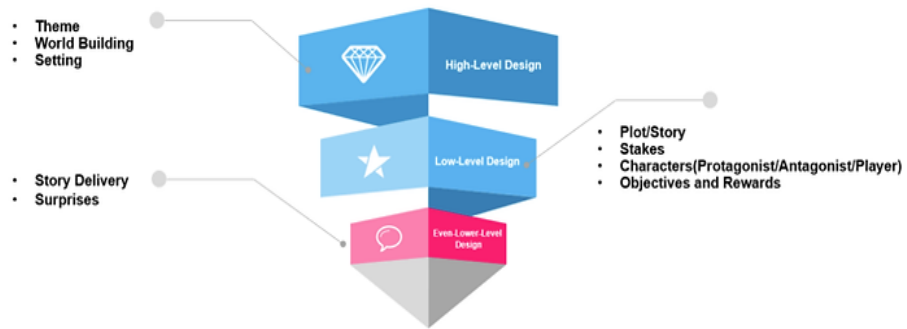 • Theme
• World Building
• Setting
High-Level Design
Low-Level Design
• Plot/Story
• Stakes
• Characters(Protagonist/Antagonist/Player)
• Objectives and Rewards
• Story Delivery
• Surprises
Even-Lower-Level
Design